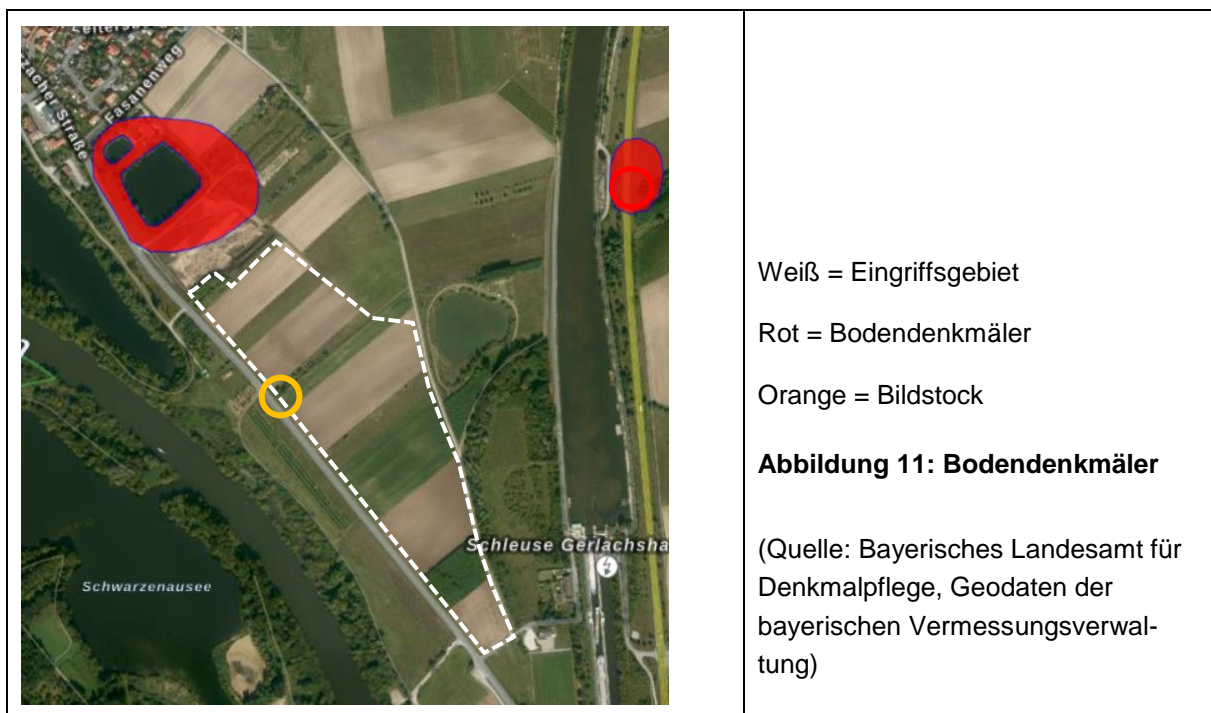 Fasanenweg
Straße
Schleuse
Schwarzenausee
Weiß = Eingriffsgebiet
Rot = Bodendenkmäler
Orange = Bildstock
Abbildung 11: Bodendenkmäler
(Quelle: Bayerisches Landesamt für
Denkmalpflege, Geodaten der
bayerischen Vermessungsverwal-
tung)